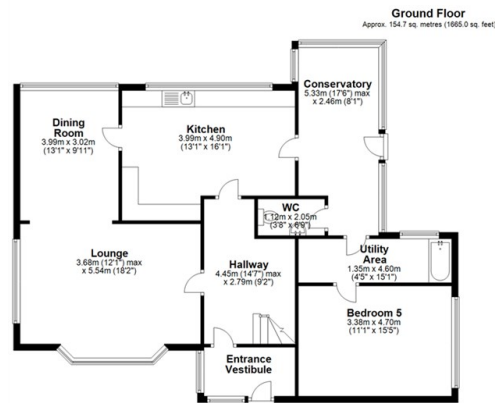 Ground Floor
Approx. 154.7 sq. metres (1665.0 sq. feet)
Conservatory
5.33m (17'6") max
x 2.46m (8'1")
Dining
Room
3.99m x 3.02m
(13'1" x 9'11")
Kitchen
3.99m x 4.90m
(13'1" x 16'1")
WC
1.12m x 2.05m
(3'8" x 6'9")
Lounge
3.68m (12'1") max
x 5.54m (18'2")
Hallway
4.45m (14'7") max
x 2.79m (9'2")
Utility
Area
1.35m x 4.60m
(4'5" x 15'1")
Bedroom 5
3.38m x 4.70m
(11'1" x 15'5")
Entrance
Vestibule